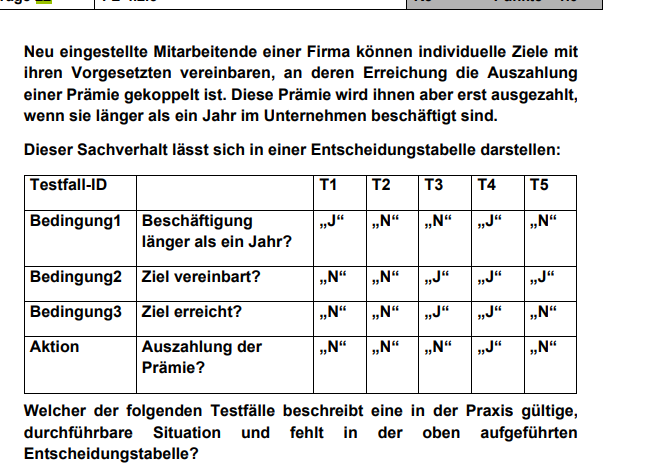 Neu eingestellte Mitarbeitende einer Firma können individuelle Ziele mit
ihren Vorgesetzten vereinbaren, an deren Erreichung die Auszahlung
einer Prämie gekoppelt ist. Diese Prämie wird ihnen aber erst ausgezahlt,
wenn sie länger als ein Jahr im Unternehmen beschäftigt sind.
Dieser Sachverhalt lässt sich in einer Entscheidungstabelle darstellen:
Testfall-ID T1 T2 T3 T4 T5
Bedingung1 Beschäftigung „J“ „N“ „N“ „J“ „N“
länger als ein Jahr?
Bedingung2 Ziel vereinbart? „N“ „N“ „J“ „J“ „J“
Bedingung3 Ziel erreicht? „N“ „N“ „J“ „J“ „N“
Aktion Auszahlung der „N“ „N“ „N“ „J“ „N“
Prämie?
Welcher der folgenden Testfälle beschreibt eine in der Praxis gültige,
durchführbare Situation und fehlt in der oben aufgeführten
Entscheidungstabelle?